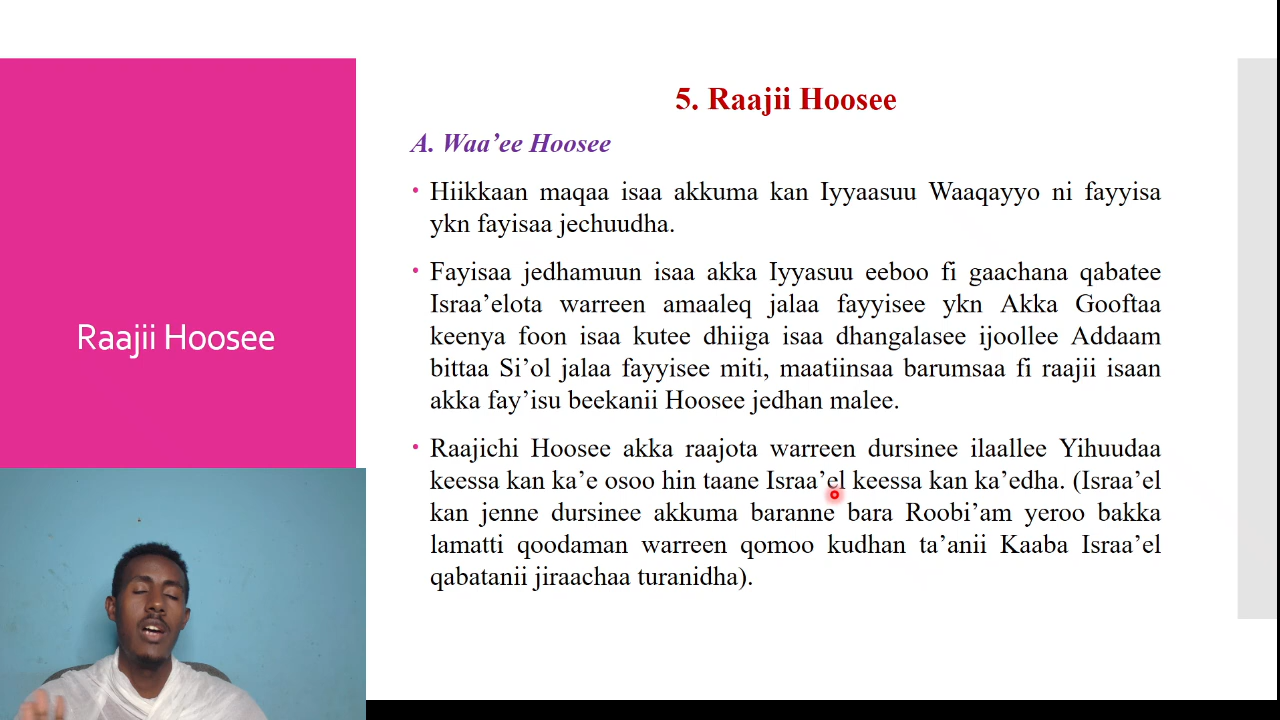 5. Raajii Hoosee
A. Waa’ee Hoosee
• Hiikkaan maqaa isaa akkuma kan Iyyaasuu Waaqayyo ni fayyisa
ykn fayisaa jechuudha.
• Fayisaa jedhamuun isaa akka Iyyasuu eeboo fi gaachana qabatee
Israa’elota warreen amaaleq jalaa fayyisee ykn Akka Gooftaa
keenya foon isaa kutee dhiiga isaa dhangalasee ijoollee Addaam
bittaa Si’ol jalaa fayyisee miti, maatiinsaa barumsaa fi raajii isaan
akka fay’isu beekanii Hoosee jedhan malee.
• Raajichi Hoosee akka raajota warreen dursinee ilaallee Yihuudaa
keessa kan ka’e osoo hin taane Israa’el keessa kan ka’edha. (Israa’el
kan jenne dursinee akkuma baranne bara Roobi’am yeroo bakka
lamatti qoodaman warreen qomoo kudhan ta’anii Kaaba Israa’el
qabatanii jiraachaa turanidha).
Raajii Hoosee